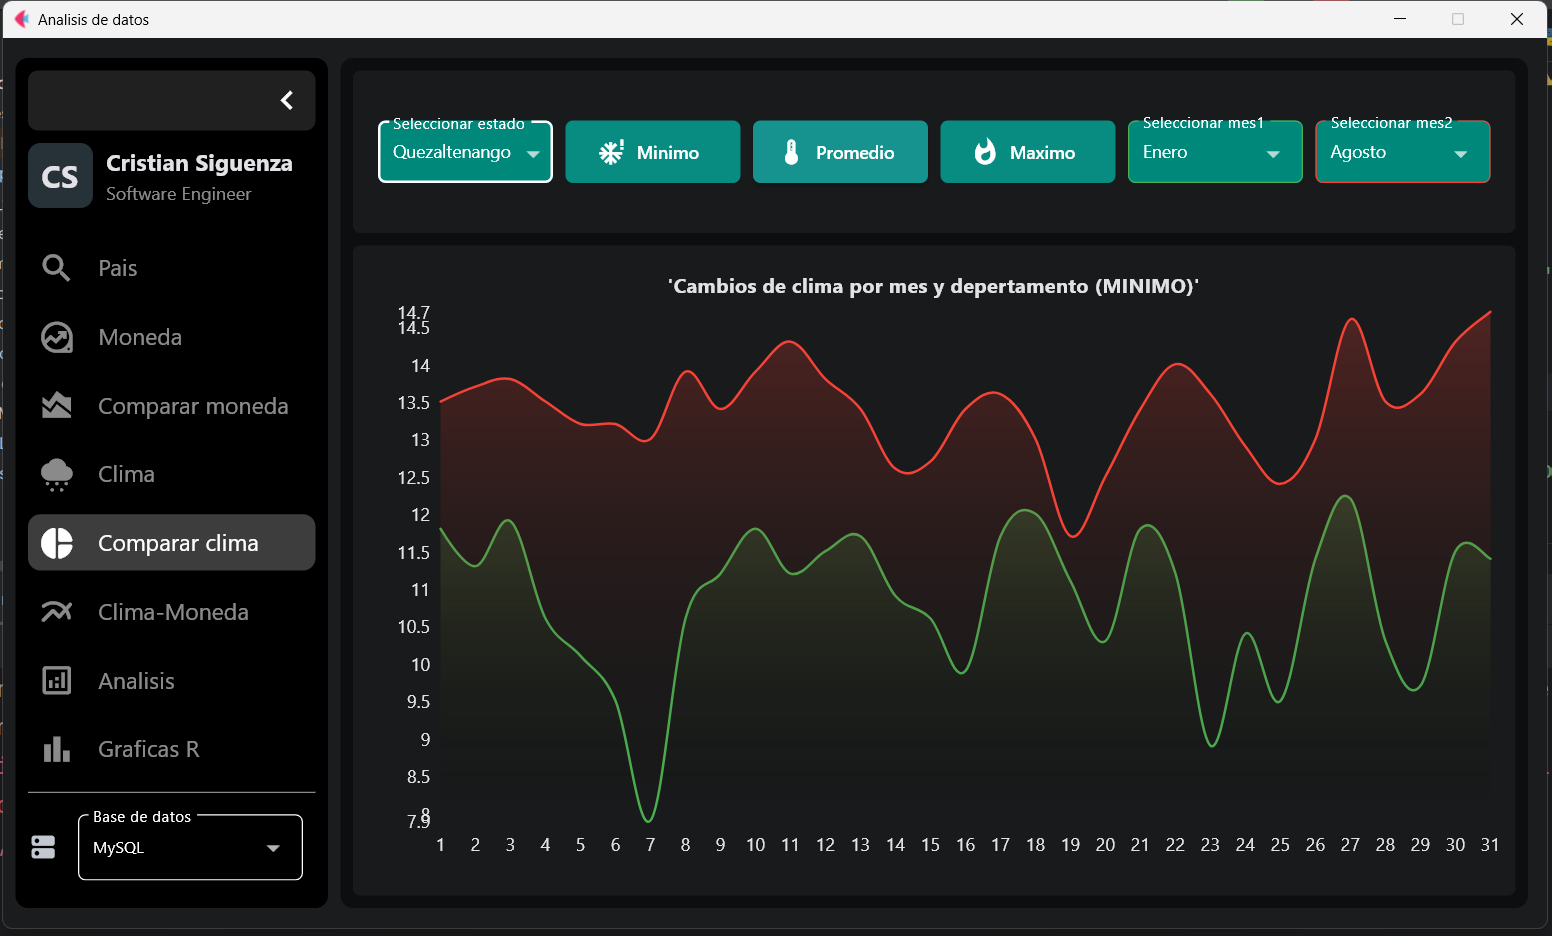 Analisis de datos
CS
Cristian Siguenza
Software Engineer
Pais
Moneda
Comparar moneda
Clima
Comparar clima
Clima-Moneda
Analisis
Graficas R
Base de datos
MySQL
Seleccionar estado
Quezaltenango
Minimo
Promedio
Maximo
Seleccionar mes1
Enero
Seleccionar mes2
Agosto
'Cambios de clima por mes y depertamento (MINIMO)'
14.7
14.5
14
13.5
13
12.5
12
11.5
11
10.5
10
9.5
9
8.5
8
7.9
1 2 3 4 5 6 7 8 9 10 11 12 13 14 15 16 17 18 19 20 21 22 23 24 25 26 27 28 29 30 31